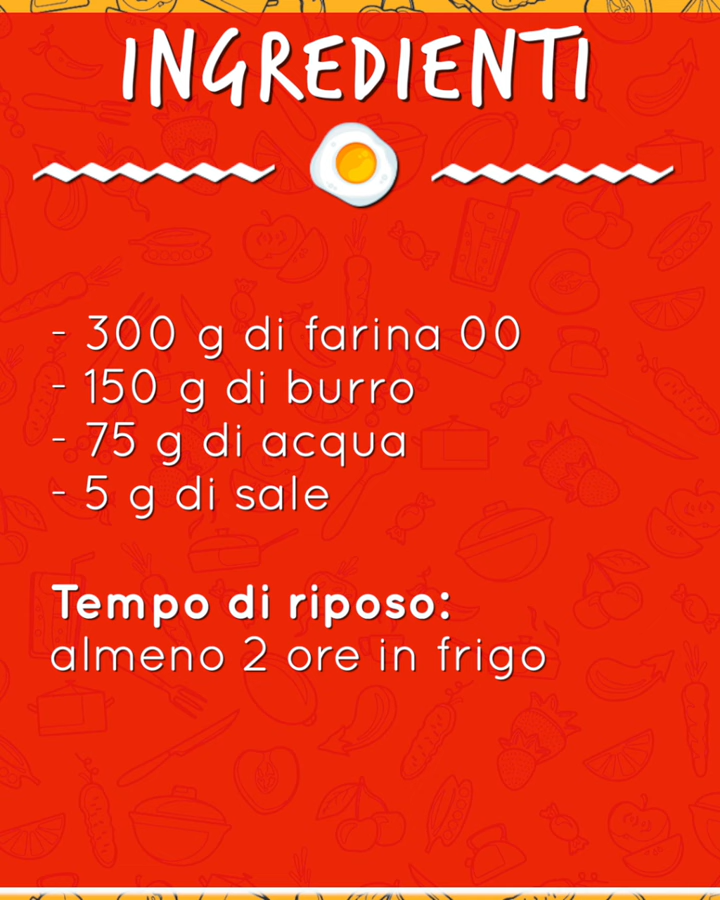 INGREDIENTI
- 300 g di farina 00
- 150 g di burro
- 75 g di acqua
- 5 g di sale
Tempo di riposo:
almeno 2 ore in frigo